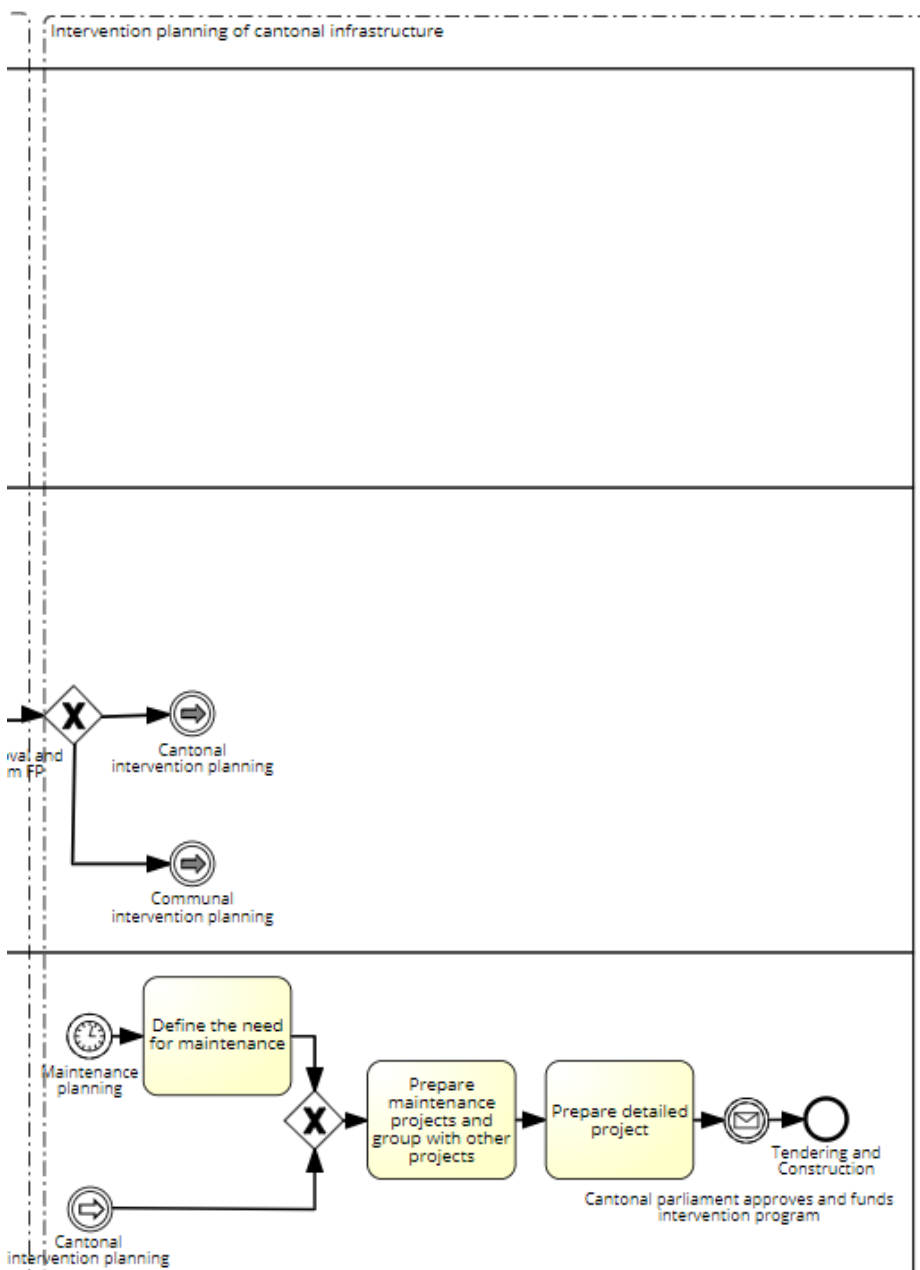 Intervention planning of cantonal infrastructure
Cantonal
intervention planning
and
FP
Communal
intervention planning
Define the need
for maintenance
Maintenance
planning
Prepare
maintenance
projects and
group with other
projects
Prepare detailed
project
Tendering and
Construction
Cantonal parliament approves and funds
intervention program
Cantonal
intervention planning